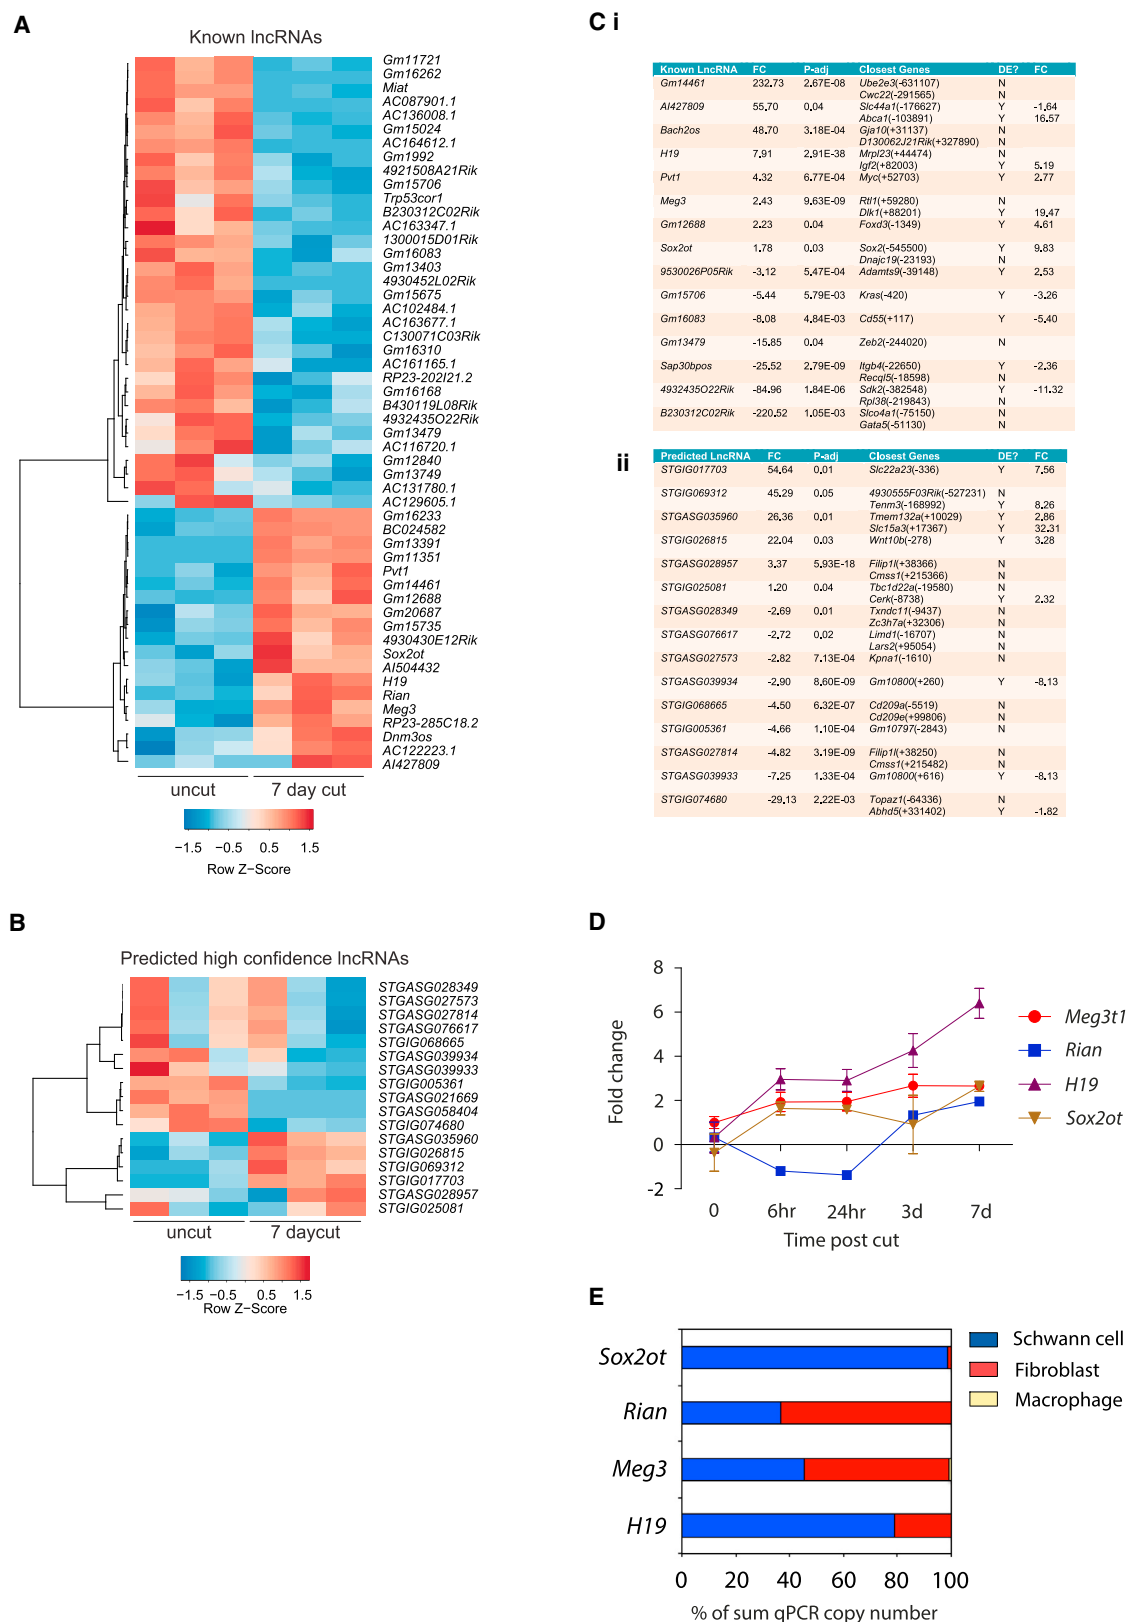 A
Known lncRNAs
Gm11721
Gm16262
Miat
AC087901.1
AC136008.1
Gm15024
AC164612.1
Gm1992
4921508A21Rik
Gm15706
Trp53cor1
B230312C02Rik
AC163347.1
1300015D01Rik
Gm16083
Gm13403
4930452L02Rik
Gm15675
AC102484.1
AC163677.1
C130071C03Rik
Gm16310
AC161165.1
RP23-202I21.2
Gm16168
B430119L08Rik
4932435O22Rik
Gm13479
AC116720.1
Gm12840
Gm13749
AC131780.1
AC129605.1
Gm16233
BC024582
Gm13391
Gm11351
Pvt1
Gm14461
Gm12688
Gm20687
Gm15735
4930430E12Rik
Sox2ot
AI504432
H19
Rian
Meg3
RP23-285C18.2
Dnm3os
AC122223.1
AI427809
uncut 7 day cut
−1.5 −0.5 0.5 1.5
Row Z−Score
B
Predicted high confidence lncRNAs
STGASG028349
STGASG027573
STGASG027814
STGASG076617
STGIG068665
STGASG039934
STGASG039933
STGIG005361
STGASG021669
STGASG058404
STGIG074680
STGASG035960
STGIG026815
STGIG069312
STGIG017703
STGASG028957
STGIG025081
uncut 7 daycut
−1.5 −0.5 0.5 1.5
Row Z−Score
C i
Known LncRNA FC P-adj Closest Genes DE? FC
Gm14461 232.73 2.67E-08 Ube2e3(-631107) N
Cwc22(-291565) N
AI427809 55.70 0.04 Slc44a1(-176627) Y -1.64
Abca1(-103891) Y 16.57
Bach2os 48.70 3.18E-04 Gja10(+31137) N
D130062J21Rik(+327890) N
H19 7.91 2.91E-38 Mrpl23(+44474) N
Igf2(+82003) Y 5.19
Pvt1 4.32 6.77E-04 Myc(+52703) Y 2.77
Meg3 2.43 9.63E-09 Rtl1(+59280) N
Dlk1(+88201) Y 19.47
Gm12688 2.23 0.04 Foxd3(-1349) Y 4.61
Sox2ot 1.78 0.03 Sox2(-545500) Y 9.83
Dnajc19(-23193) N
9530026P05Rik -3.12 5.47E-04 Adamts9(-39148) Y 2.53
Gm15706 -5.44 5.79E-03 Kras(-420) Y -3.26
Gm16083 -8.08 4.84E-03 Cd55(+117) Y -5.40
Gm13479 -15.85 0.04 Zeb2(-244020) N
Sap30bpos -25.52 2.79E-09 Itgb4(-22650) Y -2.36
Recql5(-18598) N
4932435O22Rik -84.96 1.84E-06 Sdk2(-382548) Y -11.32
Rpl38(-219843) N
B230312C02Rik -220.52 1.05E-03 Slco4a1(-75150) N
Gata5(-51130) N
ii
Predicted LncRNA FC P-adj Closest Genes DE? FC
STGIG017703 54.64 0.01 Slc22a23(-336) Y 7.56
STGIG069312 45.29 0.05 4930555F03Rik(-527231) N
Tenm3(-168992) Y 8.26
STGASG035960 26.36 0.01 Tmem132a(+10029) Y 2.86
Slc15a3(+17367) Y 32.31
STGIG026815 22.04 0.03 Wnt10b(-278) Y 3.28
STGASG028957 3.37 5.93E-18 Filip1l(+38366) N
Cmss1(+215366) N
STGIG025081 1.20 0.04 Tbc1d22a(-19580) N
Cerk(-8738) Y 2.32
STGASG028349 -2.69 0.01 Txndc11(-9437) N
Zc3h7a(+32306) N
STGASG076617 -2.72 0.02 Limd1(-16707) N
Lars2(+95054) N
STGASG027573 -2.82 7.13E-04 Kpna1(-1610) N
STGASG039934 -2.90 8.60E-09 Gm10800(+260) Y -8.13
STGIG068665 -4.50 6.32E-07 Cd209a(-5519) N
Cd209e(+99806) N
STGIG005361 -4.66 1.10E-04 Gm10797(-2843) N
STGASG027814 -4.82 3.19E-09 Filip1l(+38250) N
Cmss1(+215482) N
STGASG039933 -7.25 1.33E-04 Gm10800(+616) Y -8.13
STGIG074680 -29.13 2.22E-03 Topaz1(-64336) N
Abhd5(+331402) Y -1.82
D
Fold change
8
6
4
2
0
-2
0 6hr 24hr 3d 7d
Time post cut
Meg3t1
Rian
H19
Sox2ot
E
Sox2ot
Rian
Meg3
H19
0 20 40 60 80 100
% of sum qPCR copy number
Schwann cell
Fibroblast
Macrophage